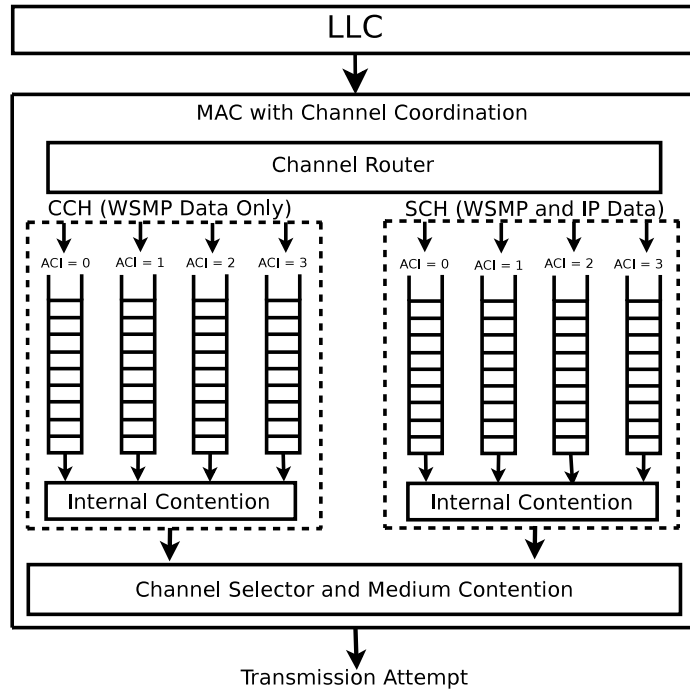 LLC
MAC with Channel Coordination
Channel Router
CCH (WSMP Data Only)
SCH (WSMP and IP Data)
ACI = 0
ACI = 1
ACI = 2
ACI = 3
ACI = 0
ACI = 1
ACI = 2
ACI = 3
Internal Contention
Internal Contention
Channel Selector and Medium Contention
Transmission Attempt